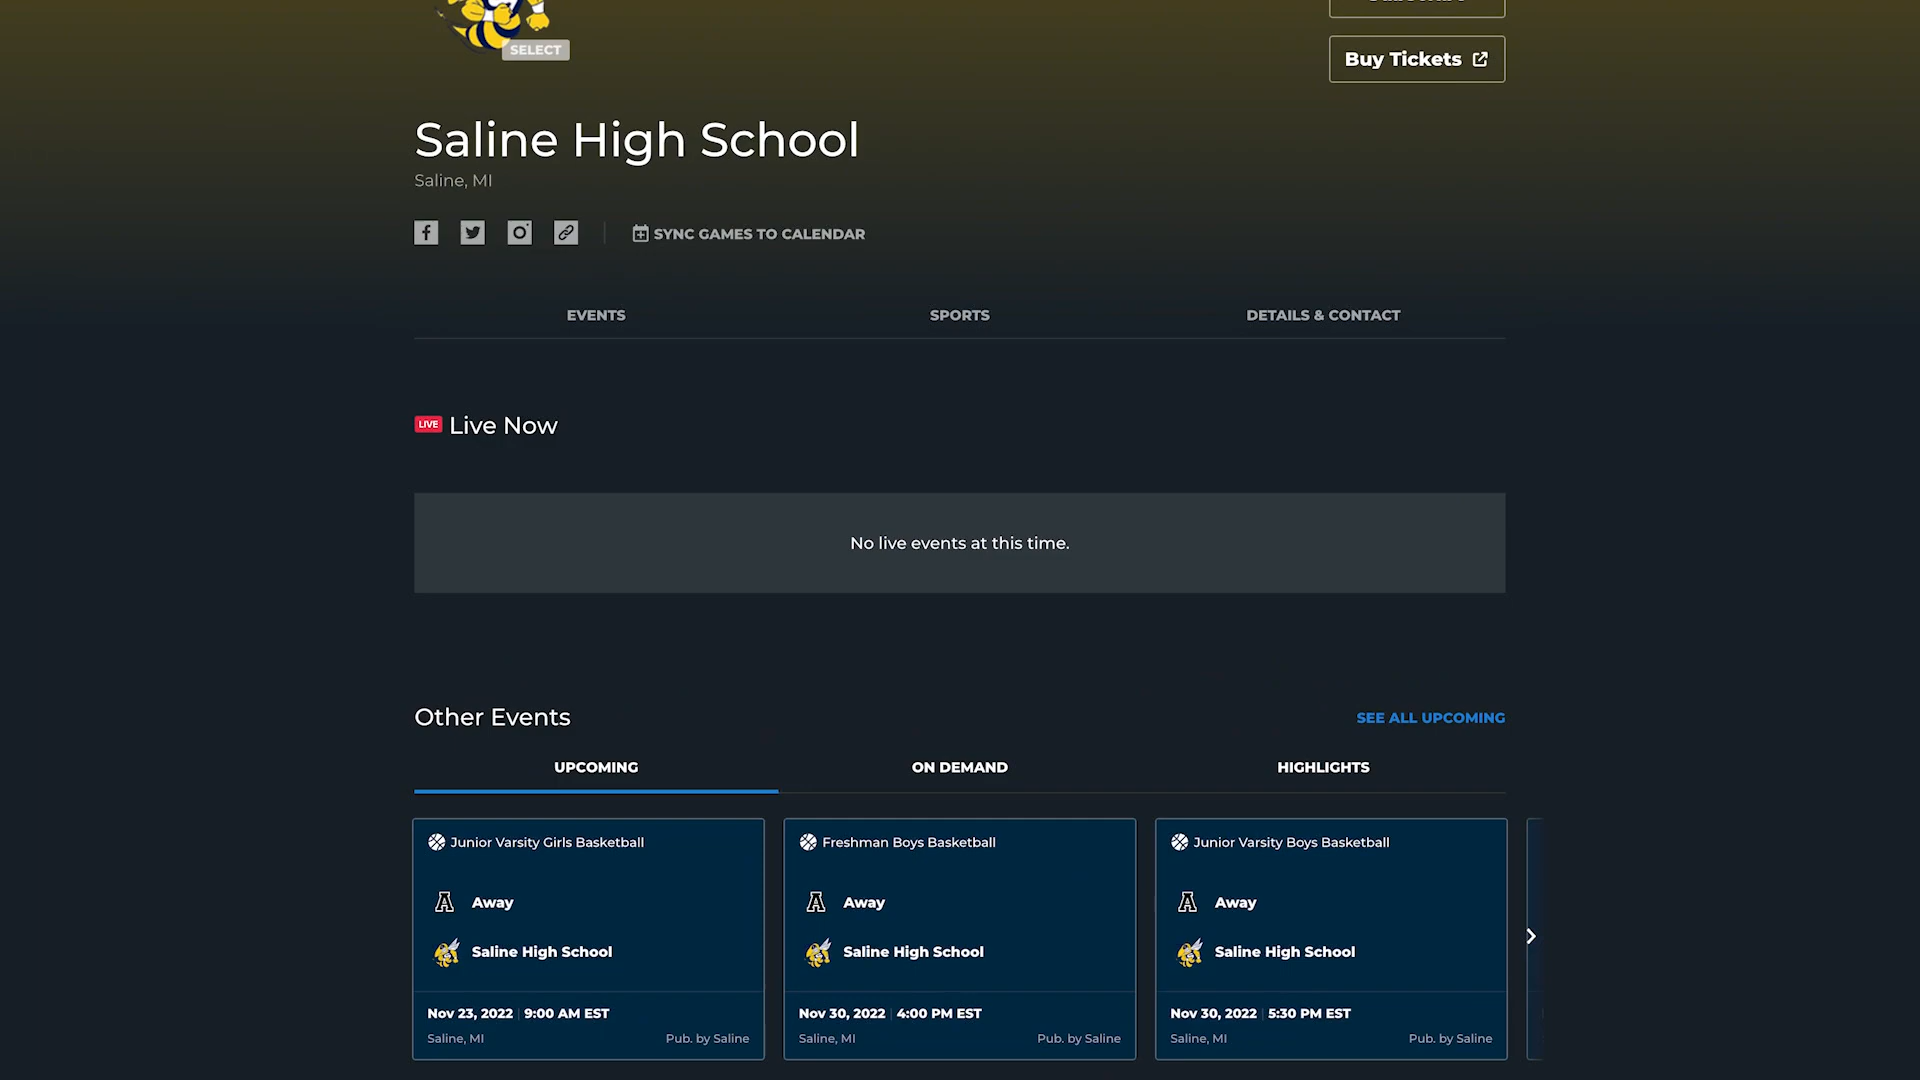 SELECT
Buy Tickets
Saline High School
Saline, MI
SYNC GAMES TO CALENDAR
EVENTS SPORTS DETAILS & CONTACT
LIVE Live Now
No live events at this time.
Other Events SEE ALL UPCOMING
UPCOMING ON DEMAND HIGHLIGHTS
Junior Varsity Girls Basketball
A Away
Saline High School
Nov 23, 2022 | 9:00 AM EST
Saline, MI Pub. by Saline
Freshman Boys Basketball
A Away
Saline High School
Nov 30, 2022 | 4:00 PM EST
Saline, MI Pub. by Saline
Junior Varsity Boys Basketball
A Away
Saline High School
Nov 30, 2022 | 5:30 PM EST
Saline, MI Pub. by Saline